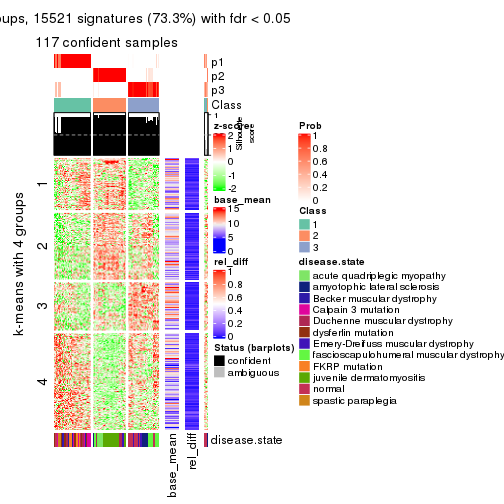 oups, 15521 signatures (73.3%) with fdr < 0.05
117 confident samples
p1
p2
p3
Class
1
Silhouette score
k-means with 4 groups
1
2
3
4
disease.state
base_mean
rel_diff
z-score
2
1
0
-1
-2
base_mean
15
10
5
0
rel_diff
1
0.8
0.6
0.4
0.2
0
Status (barplots)
confident
ambiguous
Prob
1
0.8
0.6
0.4
0.2
0
Class
1
2
3
disease.state
acute quadriplegic myopathy
amyotophic lateral sclerosis
Becker muscular dystrophy
Calpain 3 mutation
Duchenne muscular dystrophy
dysferlin mutation
Emery-Dreifuss muscular dystrophy
fascioscapulohumeral muscular dystrophy
FKRP mutation
juvenile dermatomyositis
normal
spastic paraplegia